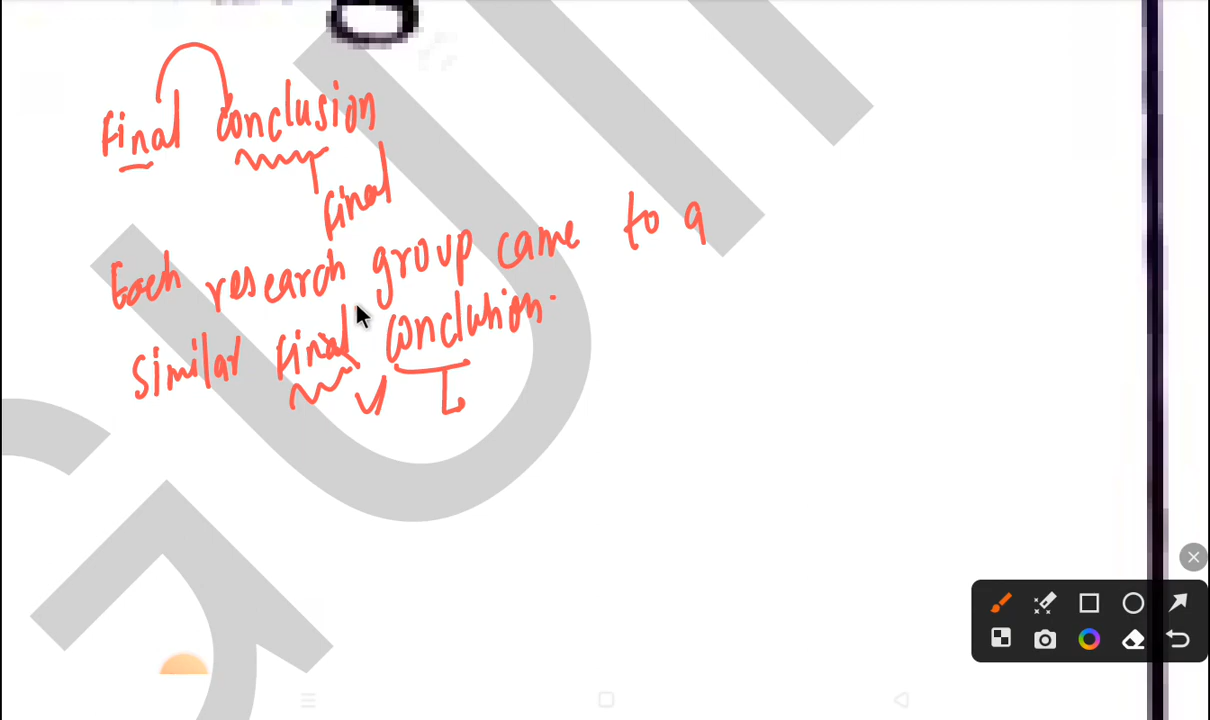 Final conclusion
final
Each research group came to a
similar final conclusion.